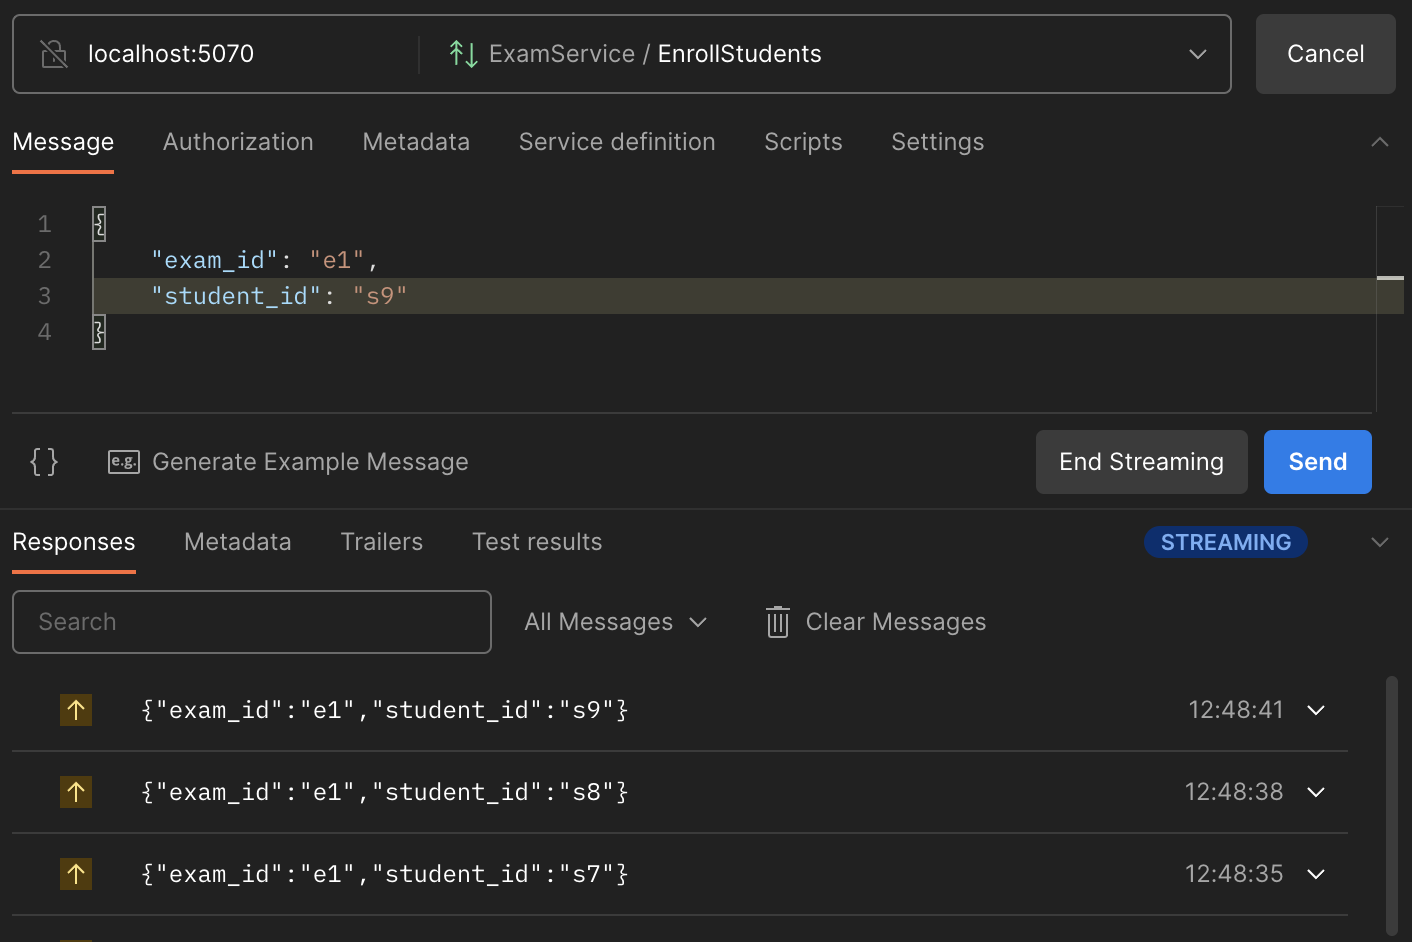 localhost:5070
ExamService / EnrollStudents
Cancel
Message Authorization Metadata Service definition Scripts Settings
1 {
2 "exam_id": "e1",
3 "student_id": "s9"
4 }
{} e.g. Generate Example Message
End Streaming
Send
Responses Metadata Trailers Test results
STREAMING
Search
All Messages
Clear Messages
{"exam_id":"e1","student_id":"s9"} 12:48:41
{"exam_id":"e1","student_id":"s8"} 12:48:38
{"exam_id":"e1","student_id":"s7"} 12:48:35